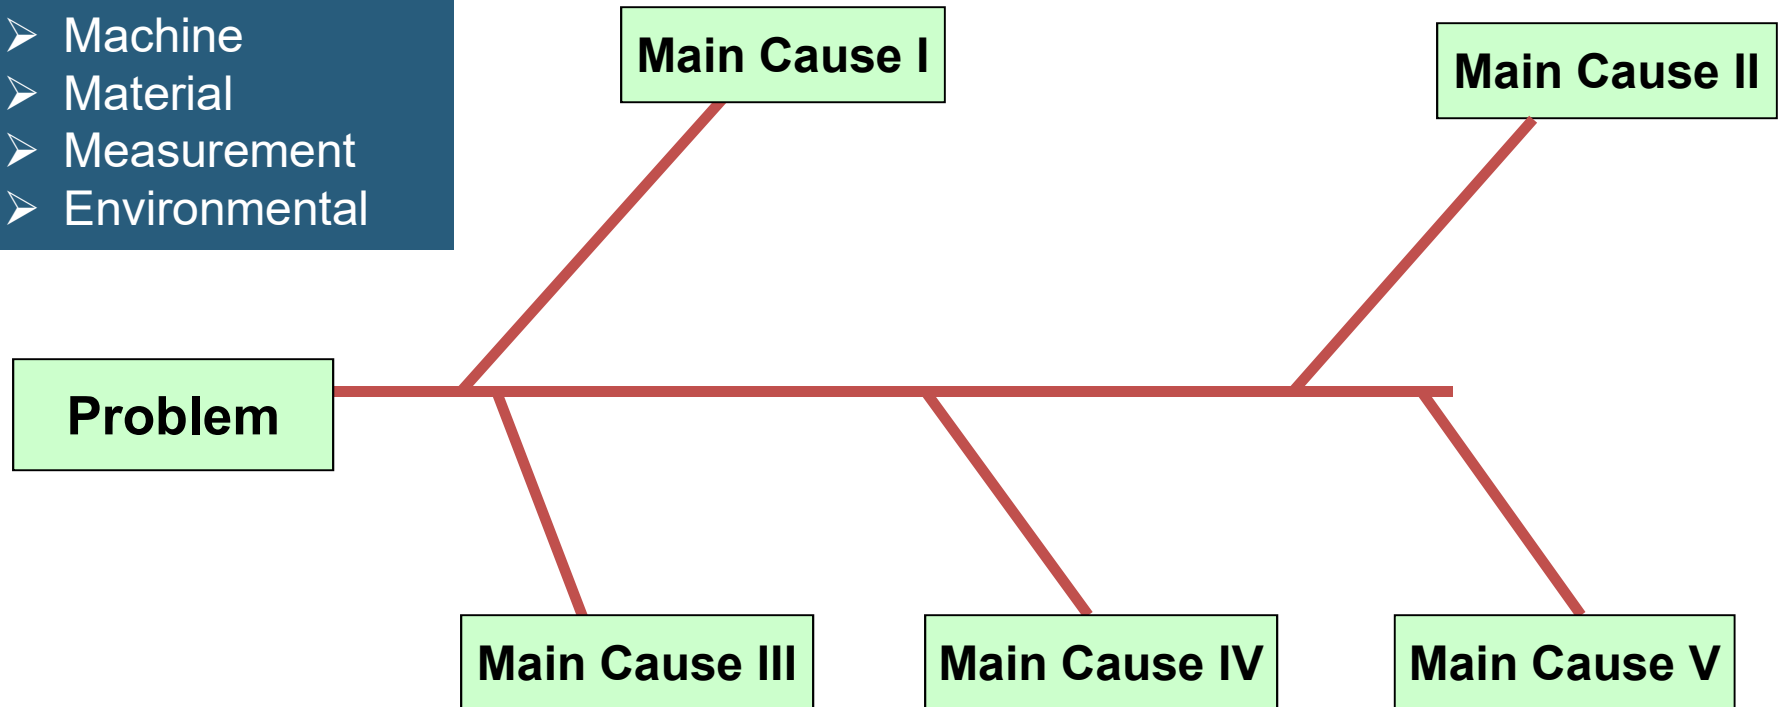 ➢ Machine
➢ Material
➢ Measurement
➢ Environmental
Main Cause I
Main Cause II
Problem
Main Cause III
Main Cause IV
Main Cause V